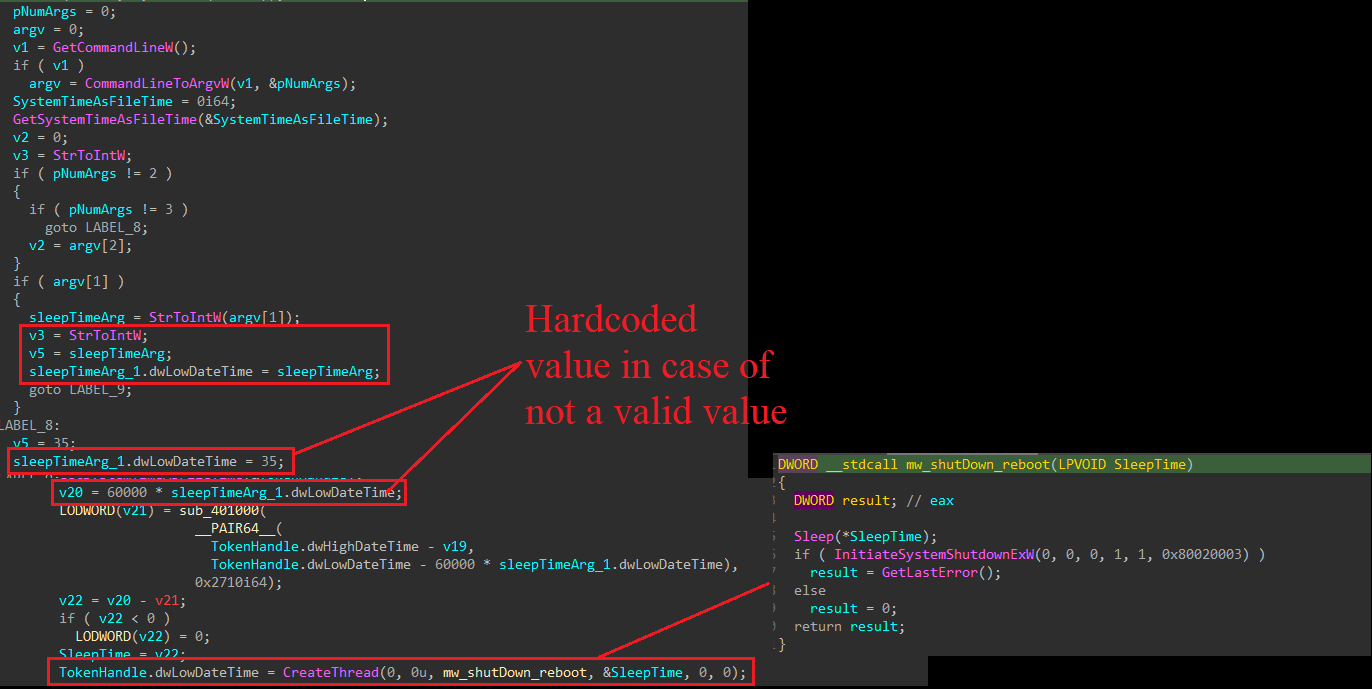 pNumArgs = 0;
argv = 0;
v1 = GetCommandLineW();
if ( v1 )
argv = CommandLineToArgvW(v1, &pNumArgs);
SystemTimeAsFileTime = 0i64;
GetSystemTimeAsFileTime(&SystemTimeAsFileTime);
v2 = 0;
v3 = StrToIntW;
if ( pNumArgs != 2 )
{
if ( pNumArgs != 3 )
goto LABEL_8;
v2 = argv[2];
}
if ( argv[1] )
{
sleepTimeArg = StrToIntW(argv[1]);
v3 = StrToIntW;
v5 = sleepTimeArg;
sleepTimeArg_1.dwLowDateTime = sleepTimeArg;
goto LABEL_9;
}
LABEL_8:
v5 = 35;
sleepTimeArg_1.dwLowDateTime = 35;
v20 = 60000 * sleepTimeArg_1.dwLowDateTime;
LODWORD(v21) = sub_401000(
__PAIR64__(
TokenHandle.dwHighDateTime - v19,
TokenHandle.dwLowDateTime - 60000 * sleepTimeArg_1.dwLowDateTime),
0x2710i64);
v22 = v20 - v21;
if ( v22 < 0 )
LODWORD(v22) = 0;
SleepTime = v22;
TokenHandle.dwLowDateTime = CreateThread(0, 0u, mw_shutDown_reboot, &SleepTime, 0, 0);
Hardcoded
value in case of
not a valid value
DWORD __stdcall mw_shutDown_reboot(LPVOID SleepTime)
{
DWORD result; // eax
Sleep(*SleepTime);
if ( InitiateSystemShutdownExW(0, 0, 0, 1, 1, 0x80020003) )
result = GetLastError();
else
result = 0;
return result;
}